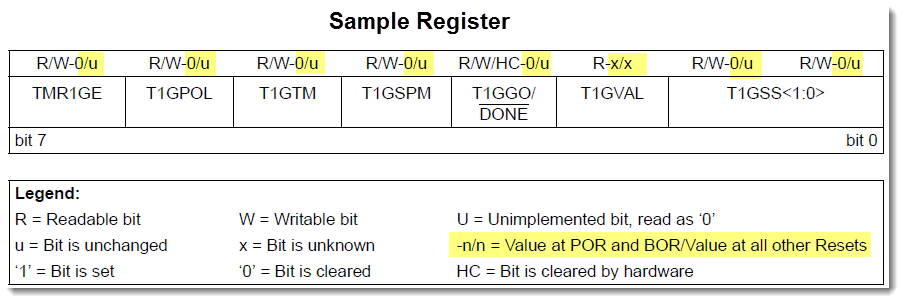 Sample Register
R/W-0/u R/W-0/u R/W-0/u R/W-0/u R/W/HC-0/u R-x/x R/W-0/u R/W-0/u
TMR1GE T1GPOL T1GTM T1GSPM T1GGO/ T1GVAL T1GSS<1:0>
DONE
bit 7 bit 0
Legend:
R = Readable bit W = Writable bit U = Unimplemented bit, read as ‘0’
u = Bit is unchanged x = Bit is unknown -n/n = Value at POR and BOR/Value at all other Resets
‘1’ = Bit is set ‘0’ = Bit is cleared HC = Bit is cleared by hardware